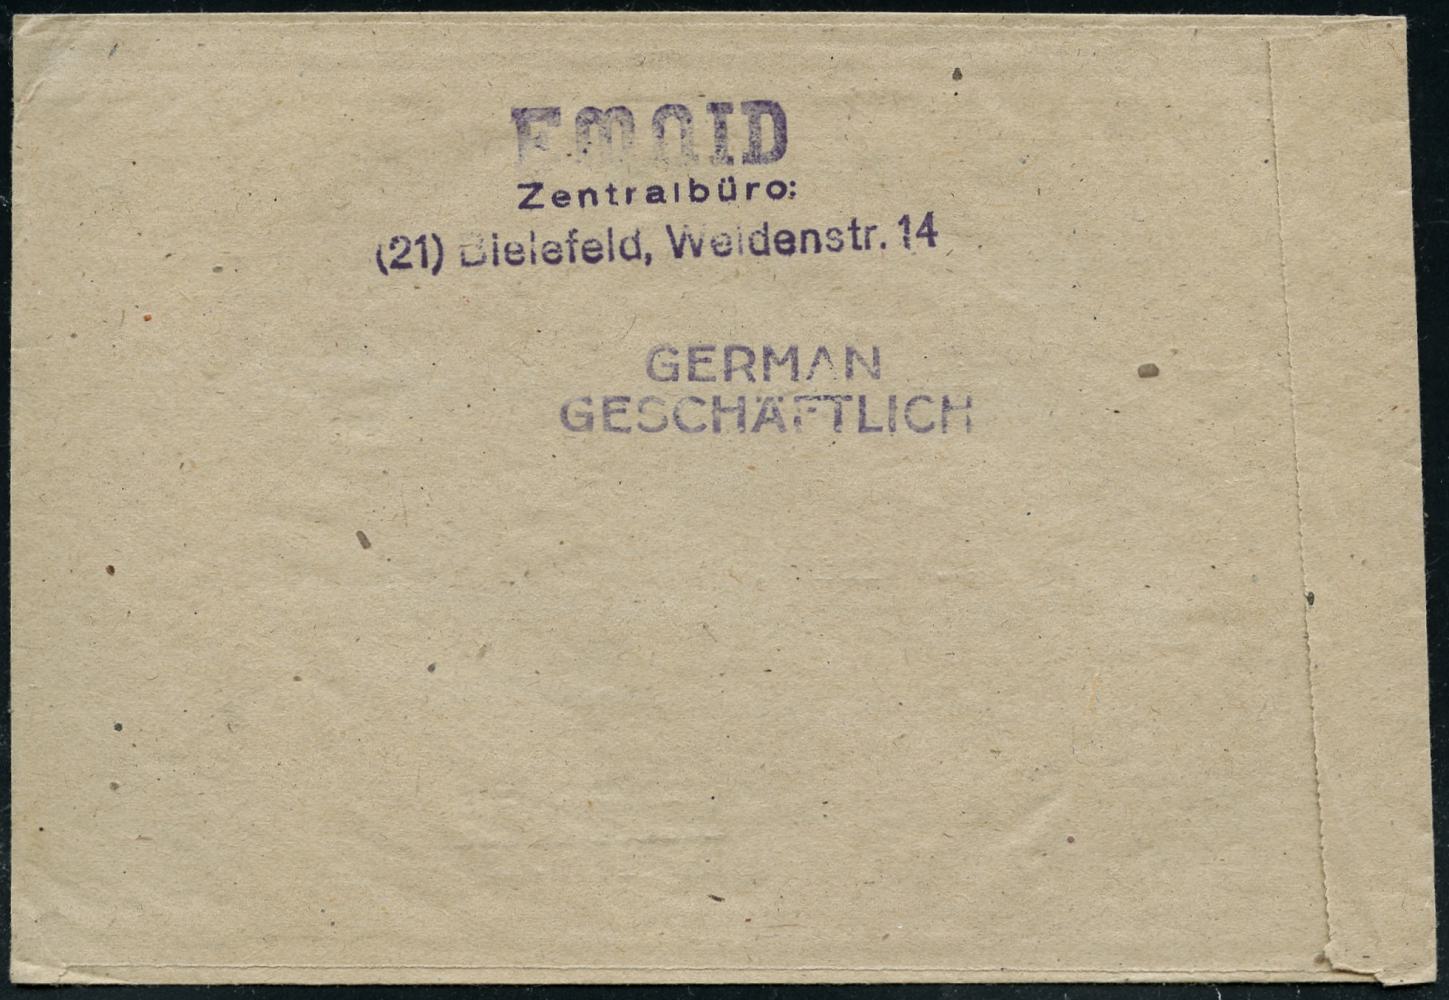 EMOID
Zentralbüro:
(21) Bielefeld, Weidenstr. 14
GERMAN
GESCHÄFTLICH